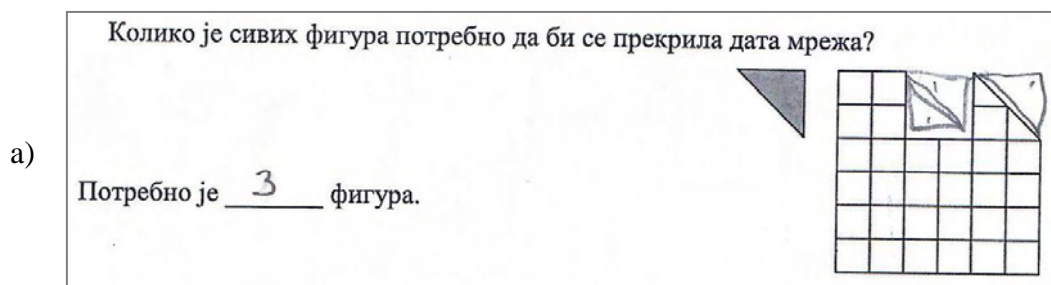 Колико је сивих фигура потребно да би се прекрила дата мрежа?
а)
Потребно је 3 фигура.